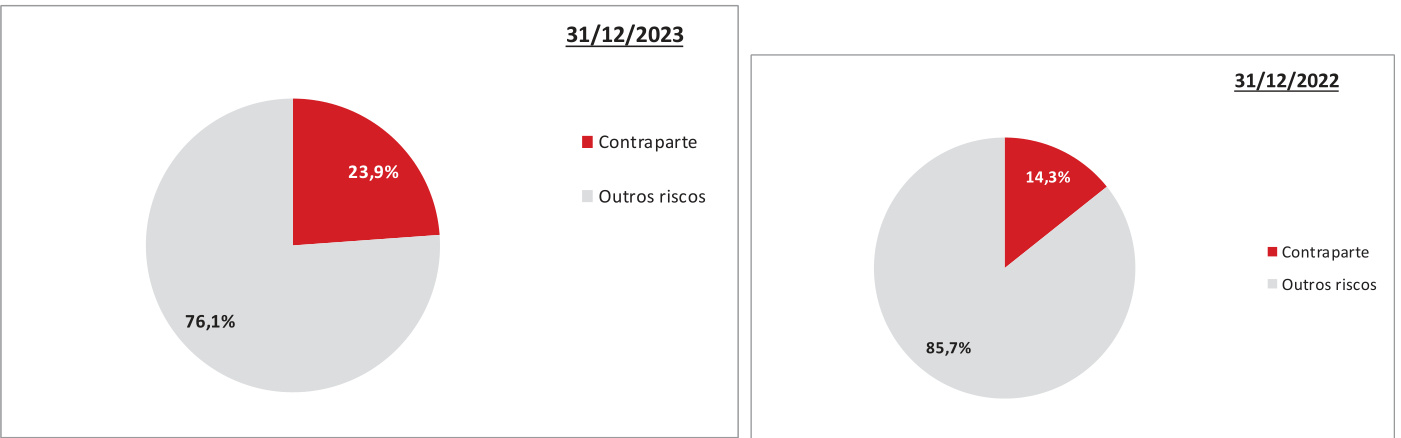 31/12/2023
Contraparte
23,9%
Outros riscos
76,1%
31/12/2022
14,3%
Contraparte
Outros riscos
85,7%